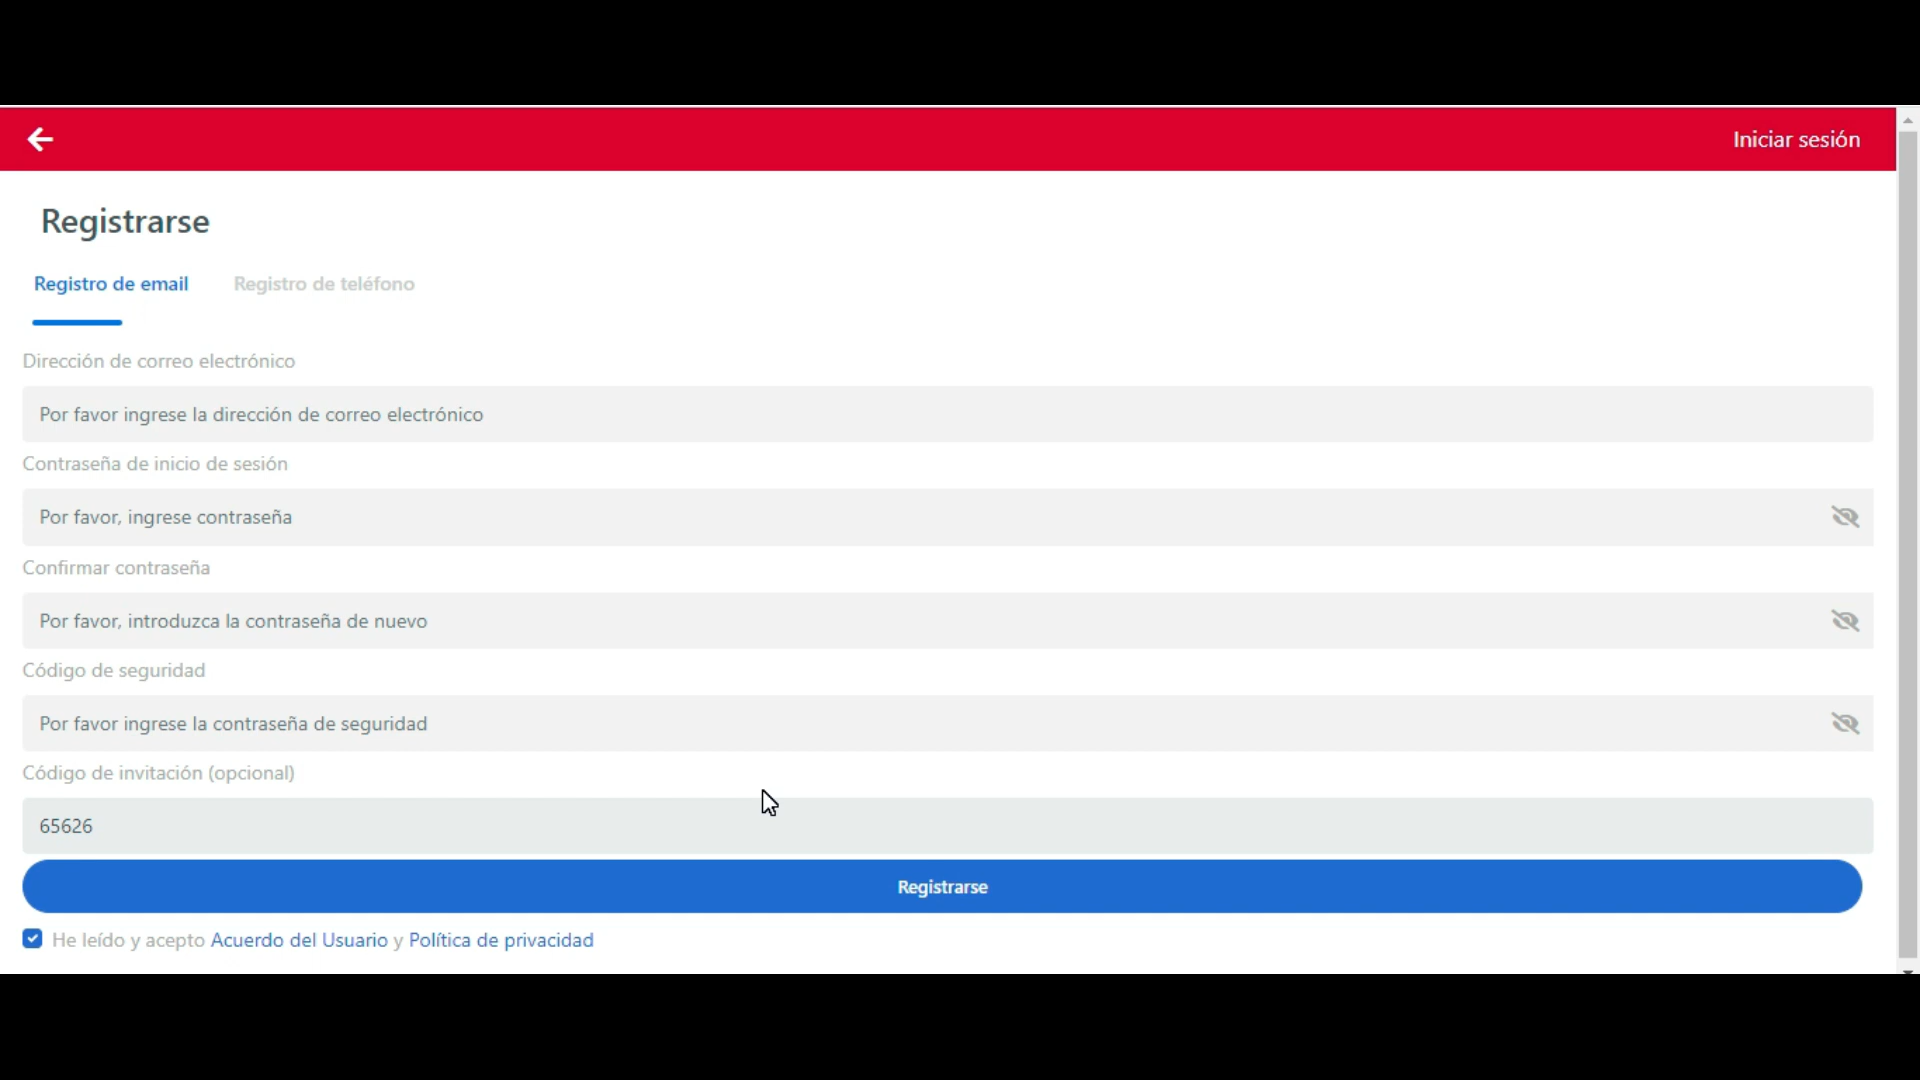 Iniciar sesión
Registrarse
Registro de email
Registro de teléfono
Dirección de correo electrónico
Por favor ingrese la dirección de correo electrónico
Contraseña de inicio de sesión
Por favor, ingrese contraseña
Confirmar contraseña
Por favor, introduzca la contraseña de nuevo
Código de seguridad
Por favor ingrese la contraseña de seguridad
Código de invitación (opcional)
65626
Registrarse
He leído y acepto Acuerdo del Usuario y Política de privacidad